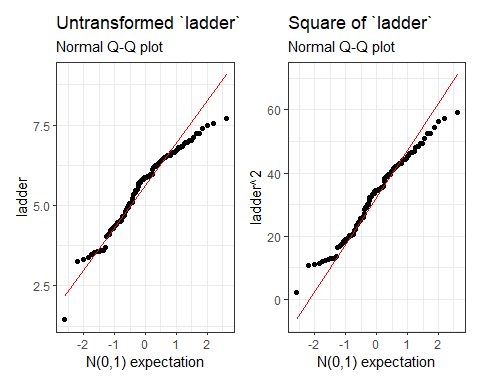 Untransformed `ladder`
Normal Q-Q plot
7.5
5.0
2.5
ladder
-2
-1
0
1
2
N(0,1) expectation
Square of `ladder`
Normal Q-Q plot
60
40
20
0
ladder^2
-2
-1
0
1
2
N(0,1) expectation